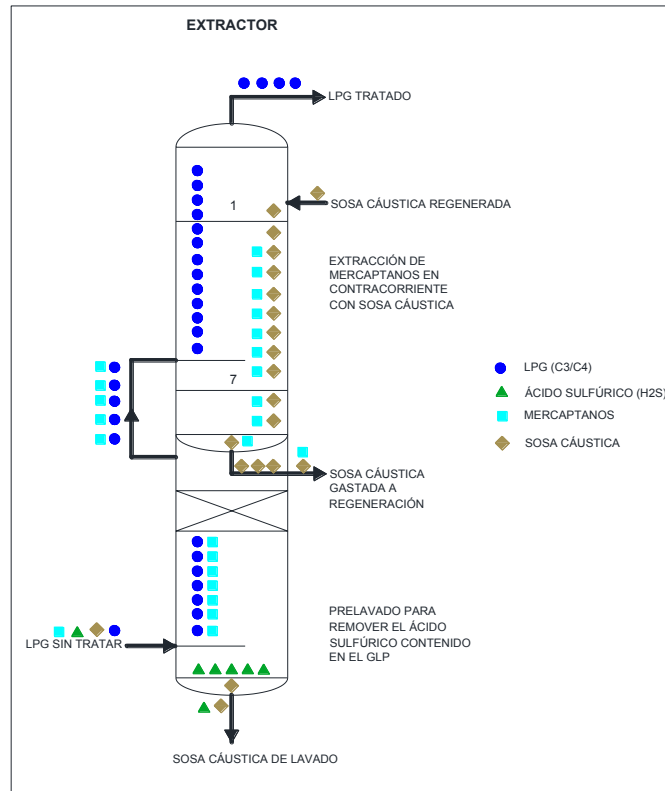 EXTRACTOR
LPG TRATADO
1
SOSA CÁUSTICA REGENERADA
EXTRACCIÓN DE
MERCAPTANOS EN
CONTRACORRIENTE
CON SOSA CÁUSTICA
7
LPG (C3/C4)
ÁCIDO SULFÚRICO (H2S)
MERCAPTANOS
SOSA CÁUSTICA
SOSA CÁUSTICA
GASTADA A
REGENERACIÓN
PRELAVADO PARA
REMOVER EL ÁCIDO
SULFÚRICO CONTENIDO
EN EL GLP
LPG SIN TRATAR
SOSA CÁUSTICA DE LAVADO